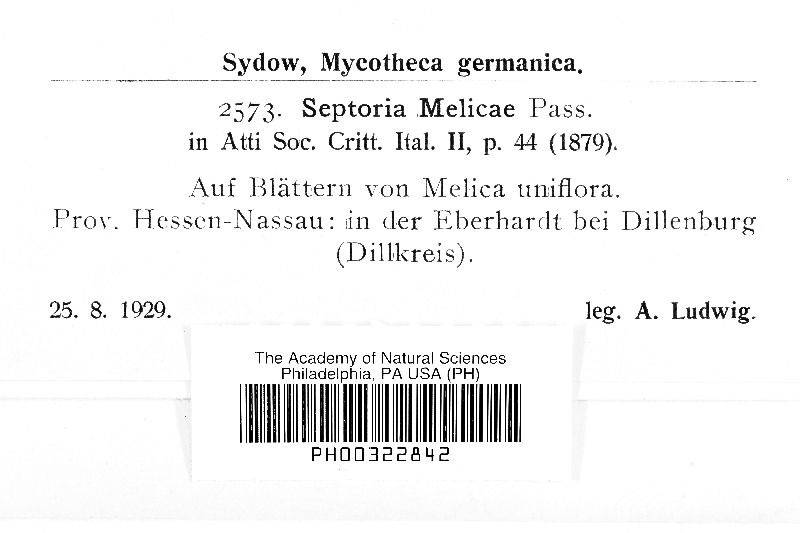 Sydow, Mycotheca germanica.
2573. Septoria Melicae Pass.
in Atti Soc. Critt. Ital. II, p. 44 (1879).
Auf Blättern von Melica uniflora.
Prov. Hessen-Nassau: in der Eberhardt bei Dillenburg
(Dillkreis).
25. 8. 1929. leg. A. Ludwig.
The Academy of Natural Sciences
Philadelphia, PA USA (PH)
PH00322842